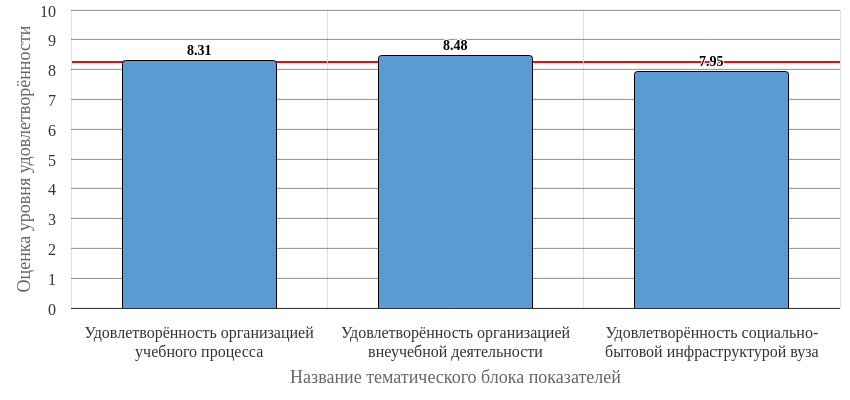 Оценка уровня удовлетворённости
10
9
8
7
6
5
4
3
2
1
0
8.31
8.48
7.95
Удовлетворённость организацией
учебного процесса
Удовлетворённость организацией
внеучебной деятельности
Удовлетворённость социально-
бытовой инфраструктурой вуза
Название тематического блока показателей